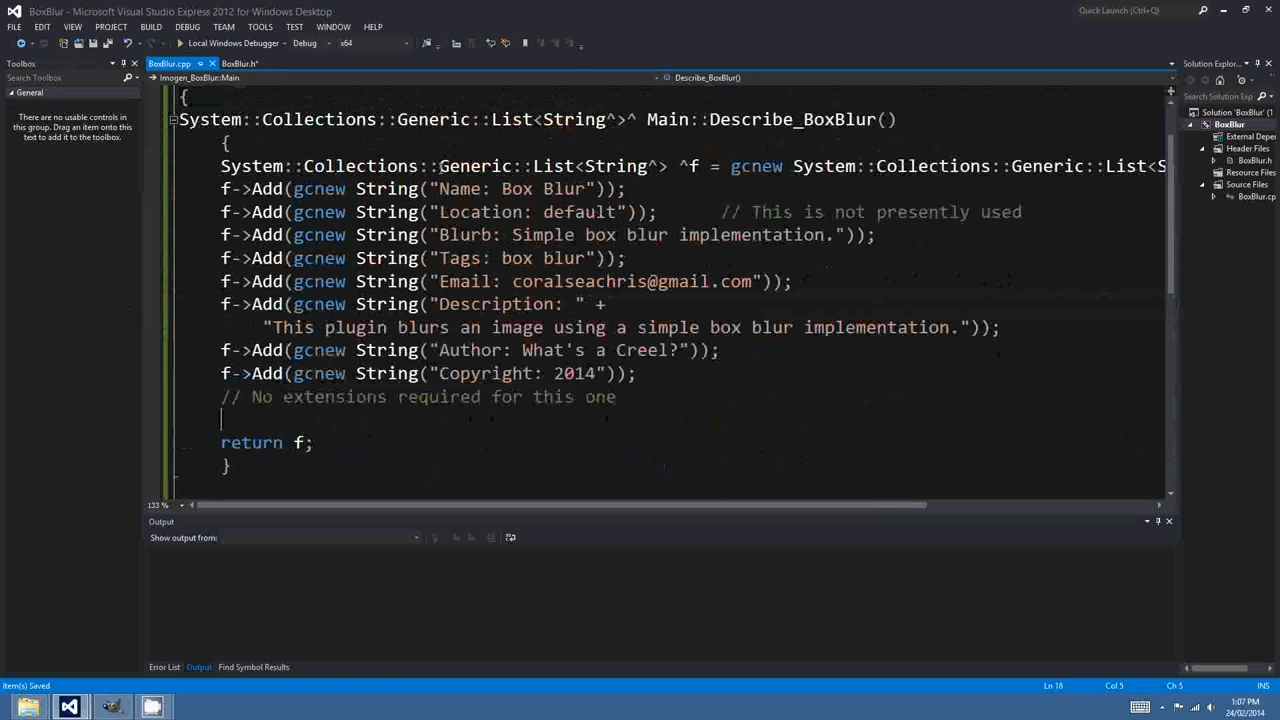 BoxBlur - Microsoft Visual Studio Express 2012 for Windows Desktop
Quick Launch (Ctrl+Q)
FILE EDIT VIEW PROJECT BUILD DEBUG TEAM TOOLS TEST WINDOW HELP
Local Windows Debugger Debug x64
Toolbox
BoxBlur.cpp BoxBlur.h*
Solution Explor...
Search Toolbox
Imogen_BoxBlur::Main
Describe_BoxBlur()
General
There are no usable controls in
this group. Drag an item onto this
text to add it to the toolbox.
Search Solution Exp
Solution 'BoxBlur' (1
BoxBlur
External Depe
Header Files
BoxBlur.h
Resource Files
Source Files
BoxBlur.cp
{
System::Collections::Generic::List<String^>^ Main::Describe_BoxBlur()
{
System::Collections::Generic::List<String^> ^f = gcnew System::Collections::Generic::List<S
f->Add(gcnew String("Name: Box Blur"));
f->Add(gcnew String("Location: default")); // This is not presently used
f->Add(gcnew String("Blurb: Simple box blur implementation."));
f->Add(gcnew String("Tags: box blur"));
f->Add(gcnew String("Email: coralseachris@gmail.com"));
f->Add(gcnew String("Description: " +
"This plugin blurs an image using a simple box blur implementation."));
f->Add(gcnew String("Author: What's a Creel?"));
f->Add(gcnew String("Copyright: 2014"));
// No extensions required for this one
return f;
}
133 %
Output
Show output from:
Error List Output Find Symbol Results
Item(s) Saved
Ln 18 Col 5 Ch 5 INS
1:07 PM
24/02/2014